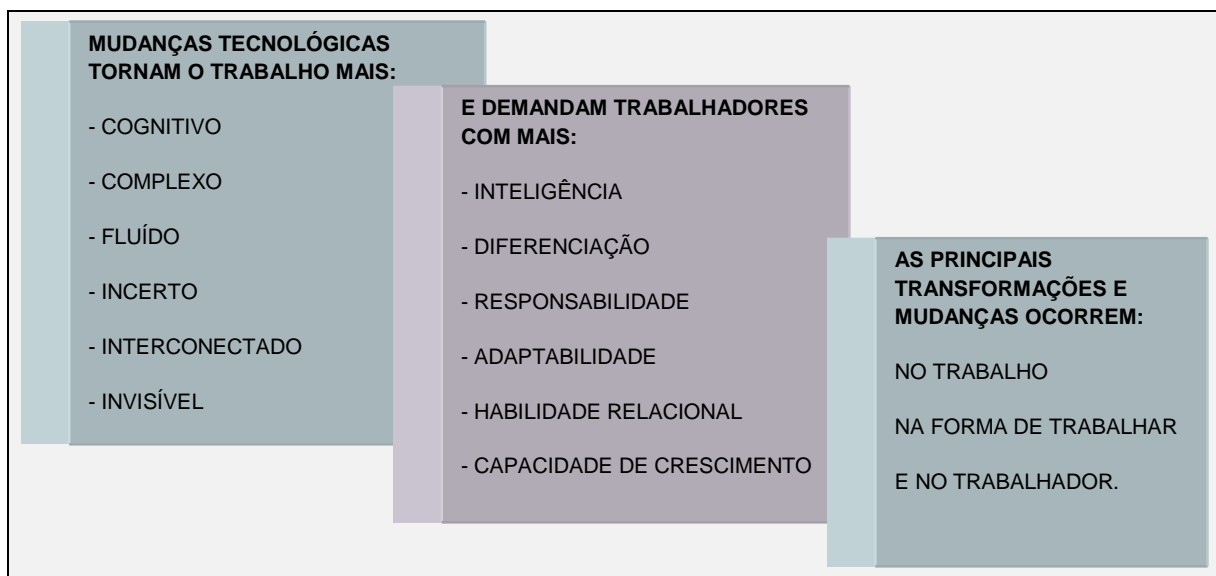 MUDANÇAS TECNOLÓGICAS
TORNAM O TRABALHO MAIS:
- COGNITIVO
- COMPLEXO
- FLUÍDO
- INCERTO
- INTERCONECTADO
- INVISÍVEL
E DEMANDAM TRABALHADORES
COM MAIS:
- INTELIGÊNCIA
- DIFERENCIAÇÃO
- RESPONSABILIDADE
- ADAPTABILIDADE
- HABILIDADE RELACIONAL
- CAPACIDADE DE CRESCIMENTO
AS PRINCIPAIS
TRANSFORMAÇÕES E
MUDANÇAS OCORREM:
NO TRABALHO
NA FORMA DE TRABALHAR
E NO TRABALHADOR.